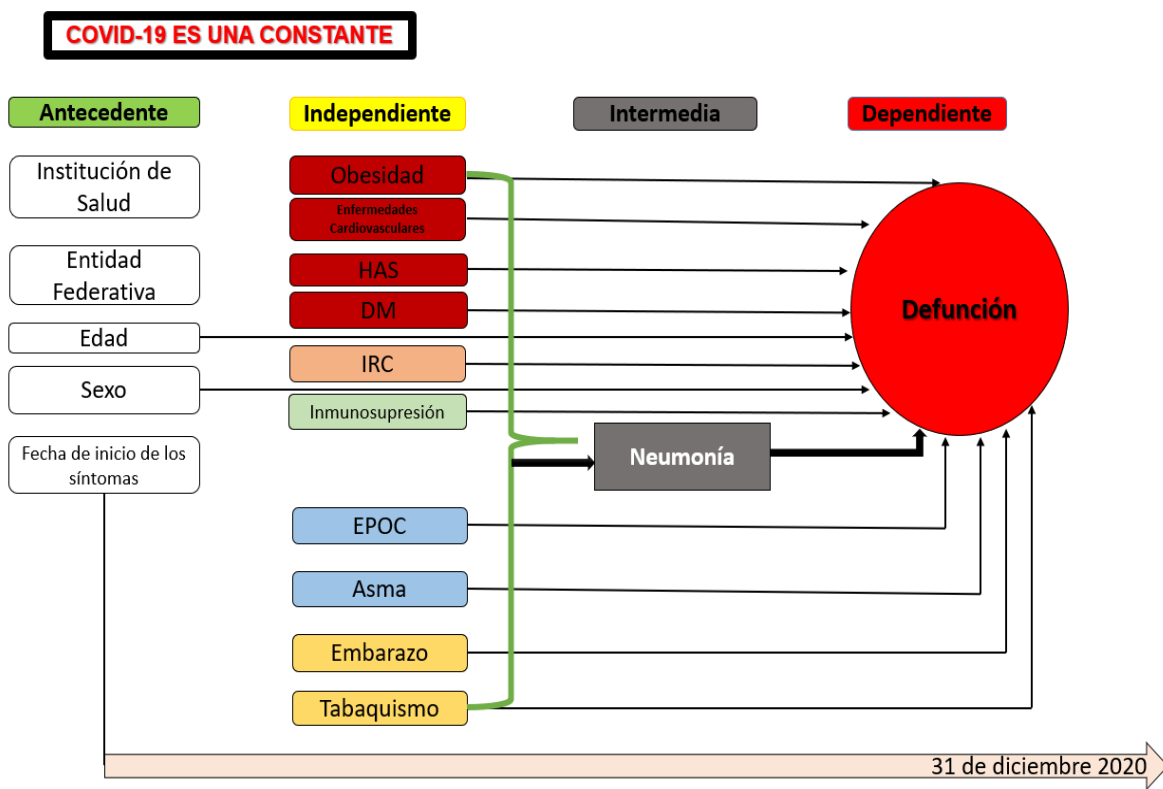 COVID-19 ES UNA CONSTANTE
Antecedente
Independiente
Intermedia
Dependiente
Institución de
Salud
Entidad
Federativa
Edad
Sexo
Fecha de inicio de los
síntomas
Obesidad
Enfermedades
Cardiovasculares
HAS
DM
IRC
Inmunosupresión
EPOC
Asma
Embarazo
Tabaquismo
Neumonía
Defunción
31 de diciembre 2020